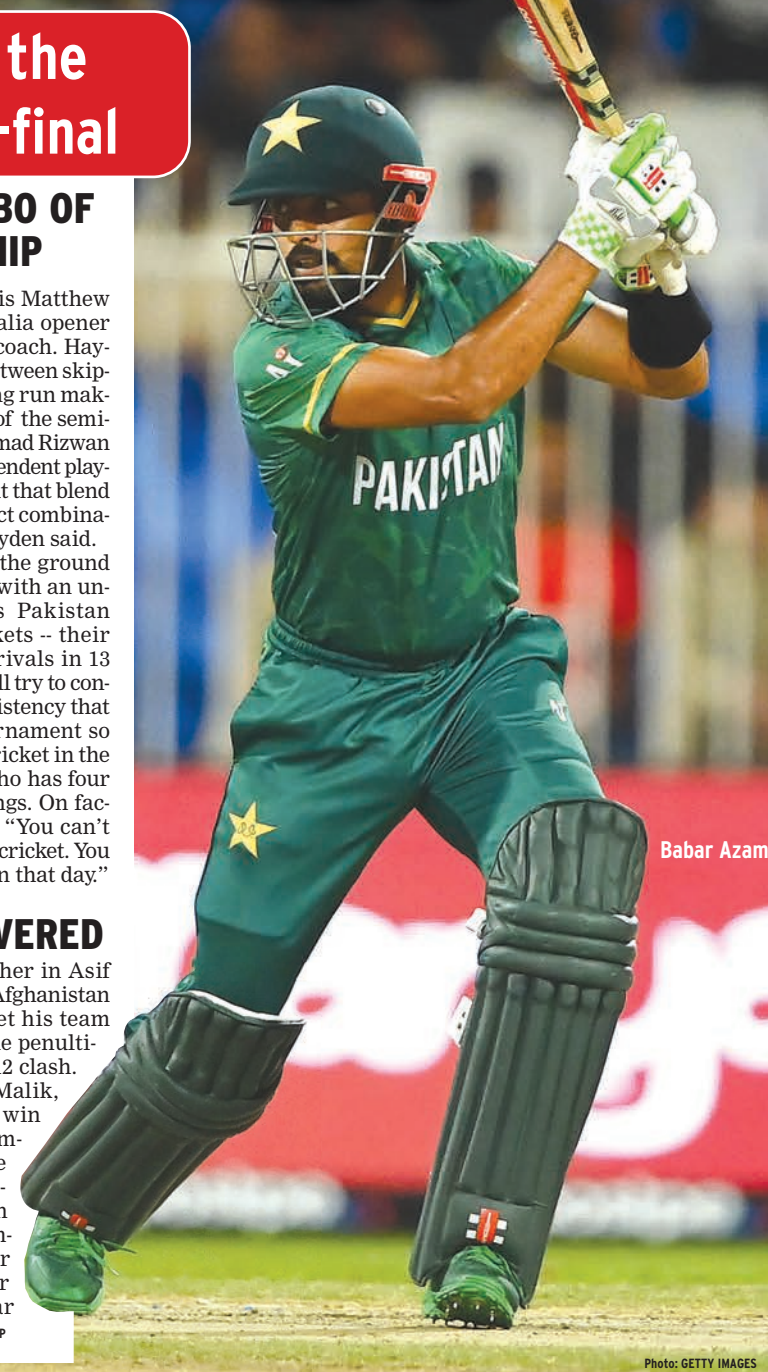 the
-final
BO OF
IIP
is Matthew
alia opener
coach. Hay-
tween skip-
ng run mak-
of the semi-
mad Rizwan
endent play-
t that blend
ct combina-
yden said.
the ground
with an un-
s Pakistan
kets -- their
rivals in 13
ll try to con-
istency that
rnament so
ricket in the
ho has four
ngs. On fac-
“You can’t
cricket. You
n that day.”
VERED
her in Asif
Afghanistan
et his team
e penulti-
12 clash.
Malik,
win
m-
e
-
n
n-
r
r
ar
P
PAKISTAN
Babar Azam
Photo: GETTY IMAGES